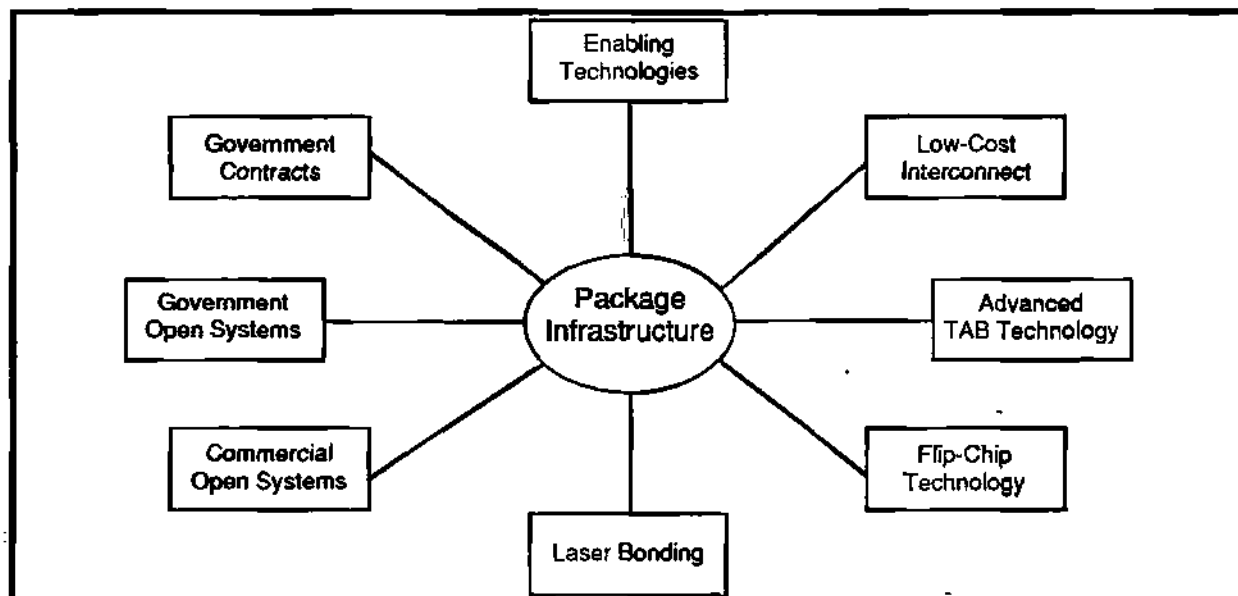 Enabling
Technologies
Government
Contracts
Low-Cost
Interconnect
Government
Open Systems
Package
Infrastructure
Advanced
TAB Technology
Commercial
Open Systems
Flip-Chip
Technology
Laser Bonding